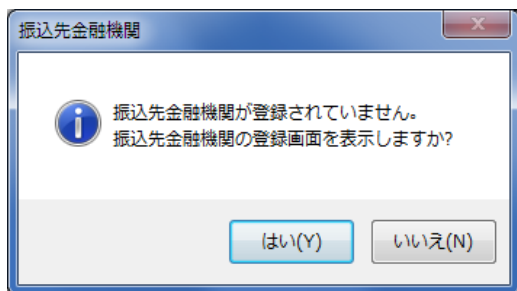 振込先金融機関
振込先金融機関が登録されていません。
振込先金融機関の登録画面を表示しますか?
はい(Y)
いいえ(N)